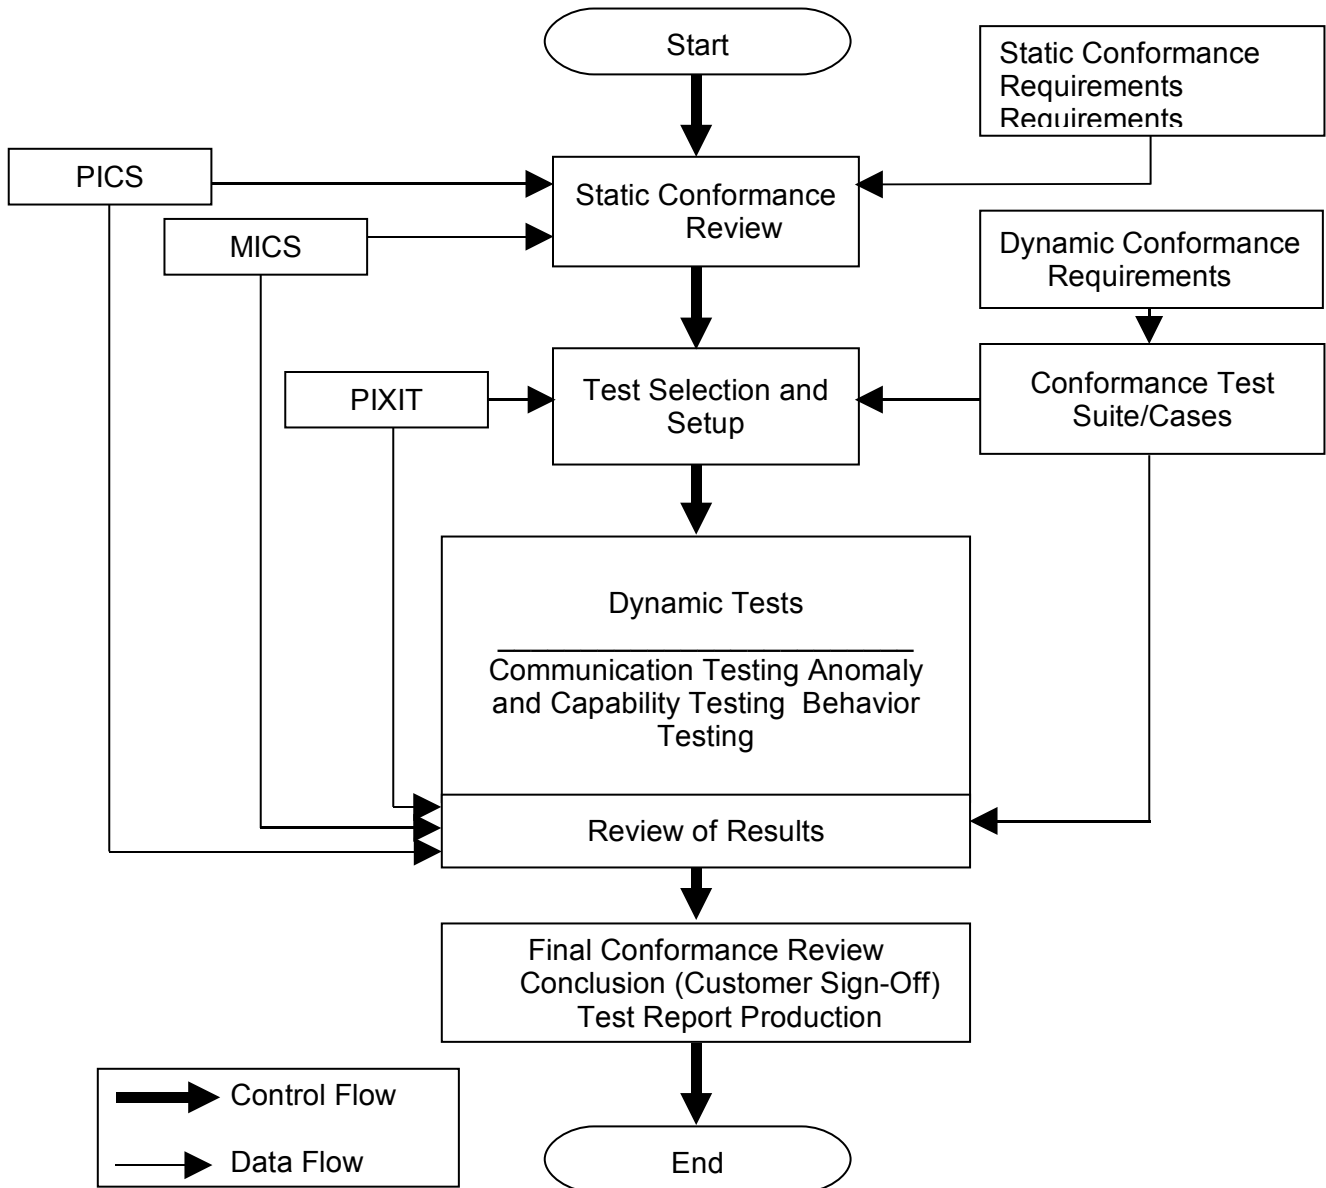 Start
Static Conformance
Requirements
Requirements
PICS
Static Conformance
Review
MICS
Dynamic Conformance
Requirements
PIXIT
Test Selection and
Setup
Conformance Test
Suite/Cases
Dynamic Tests
Communication Testing Anomaly
and Capability Testing Behavior
Testing
Review of Results
Final Conformance Review
Conclusion (Customer Sign-Off)
Test Report Production
Control Flow
Data Flow
End